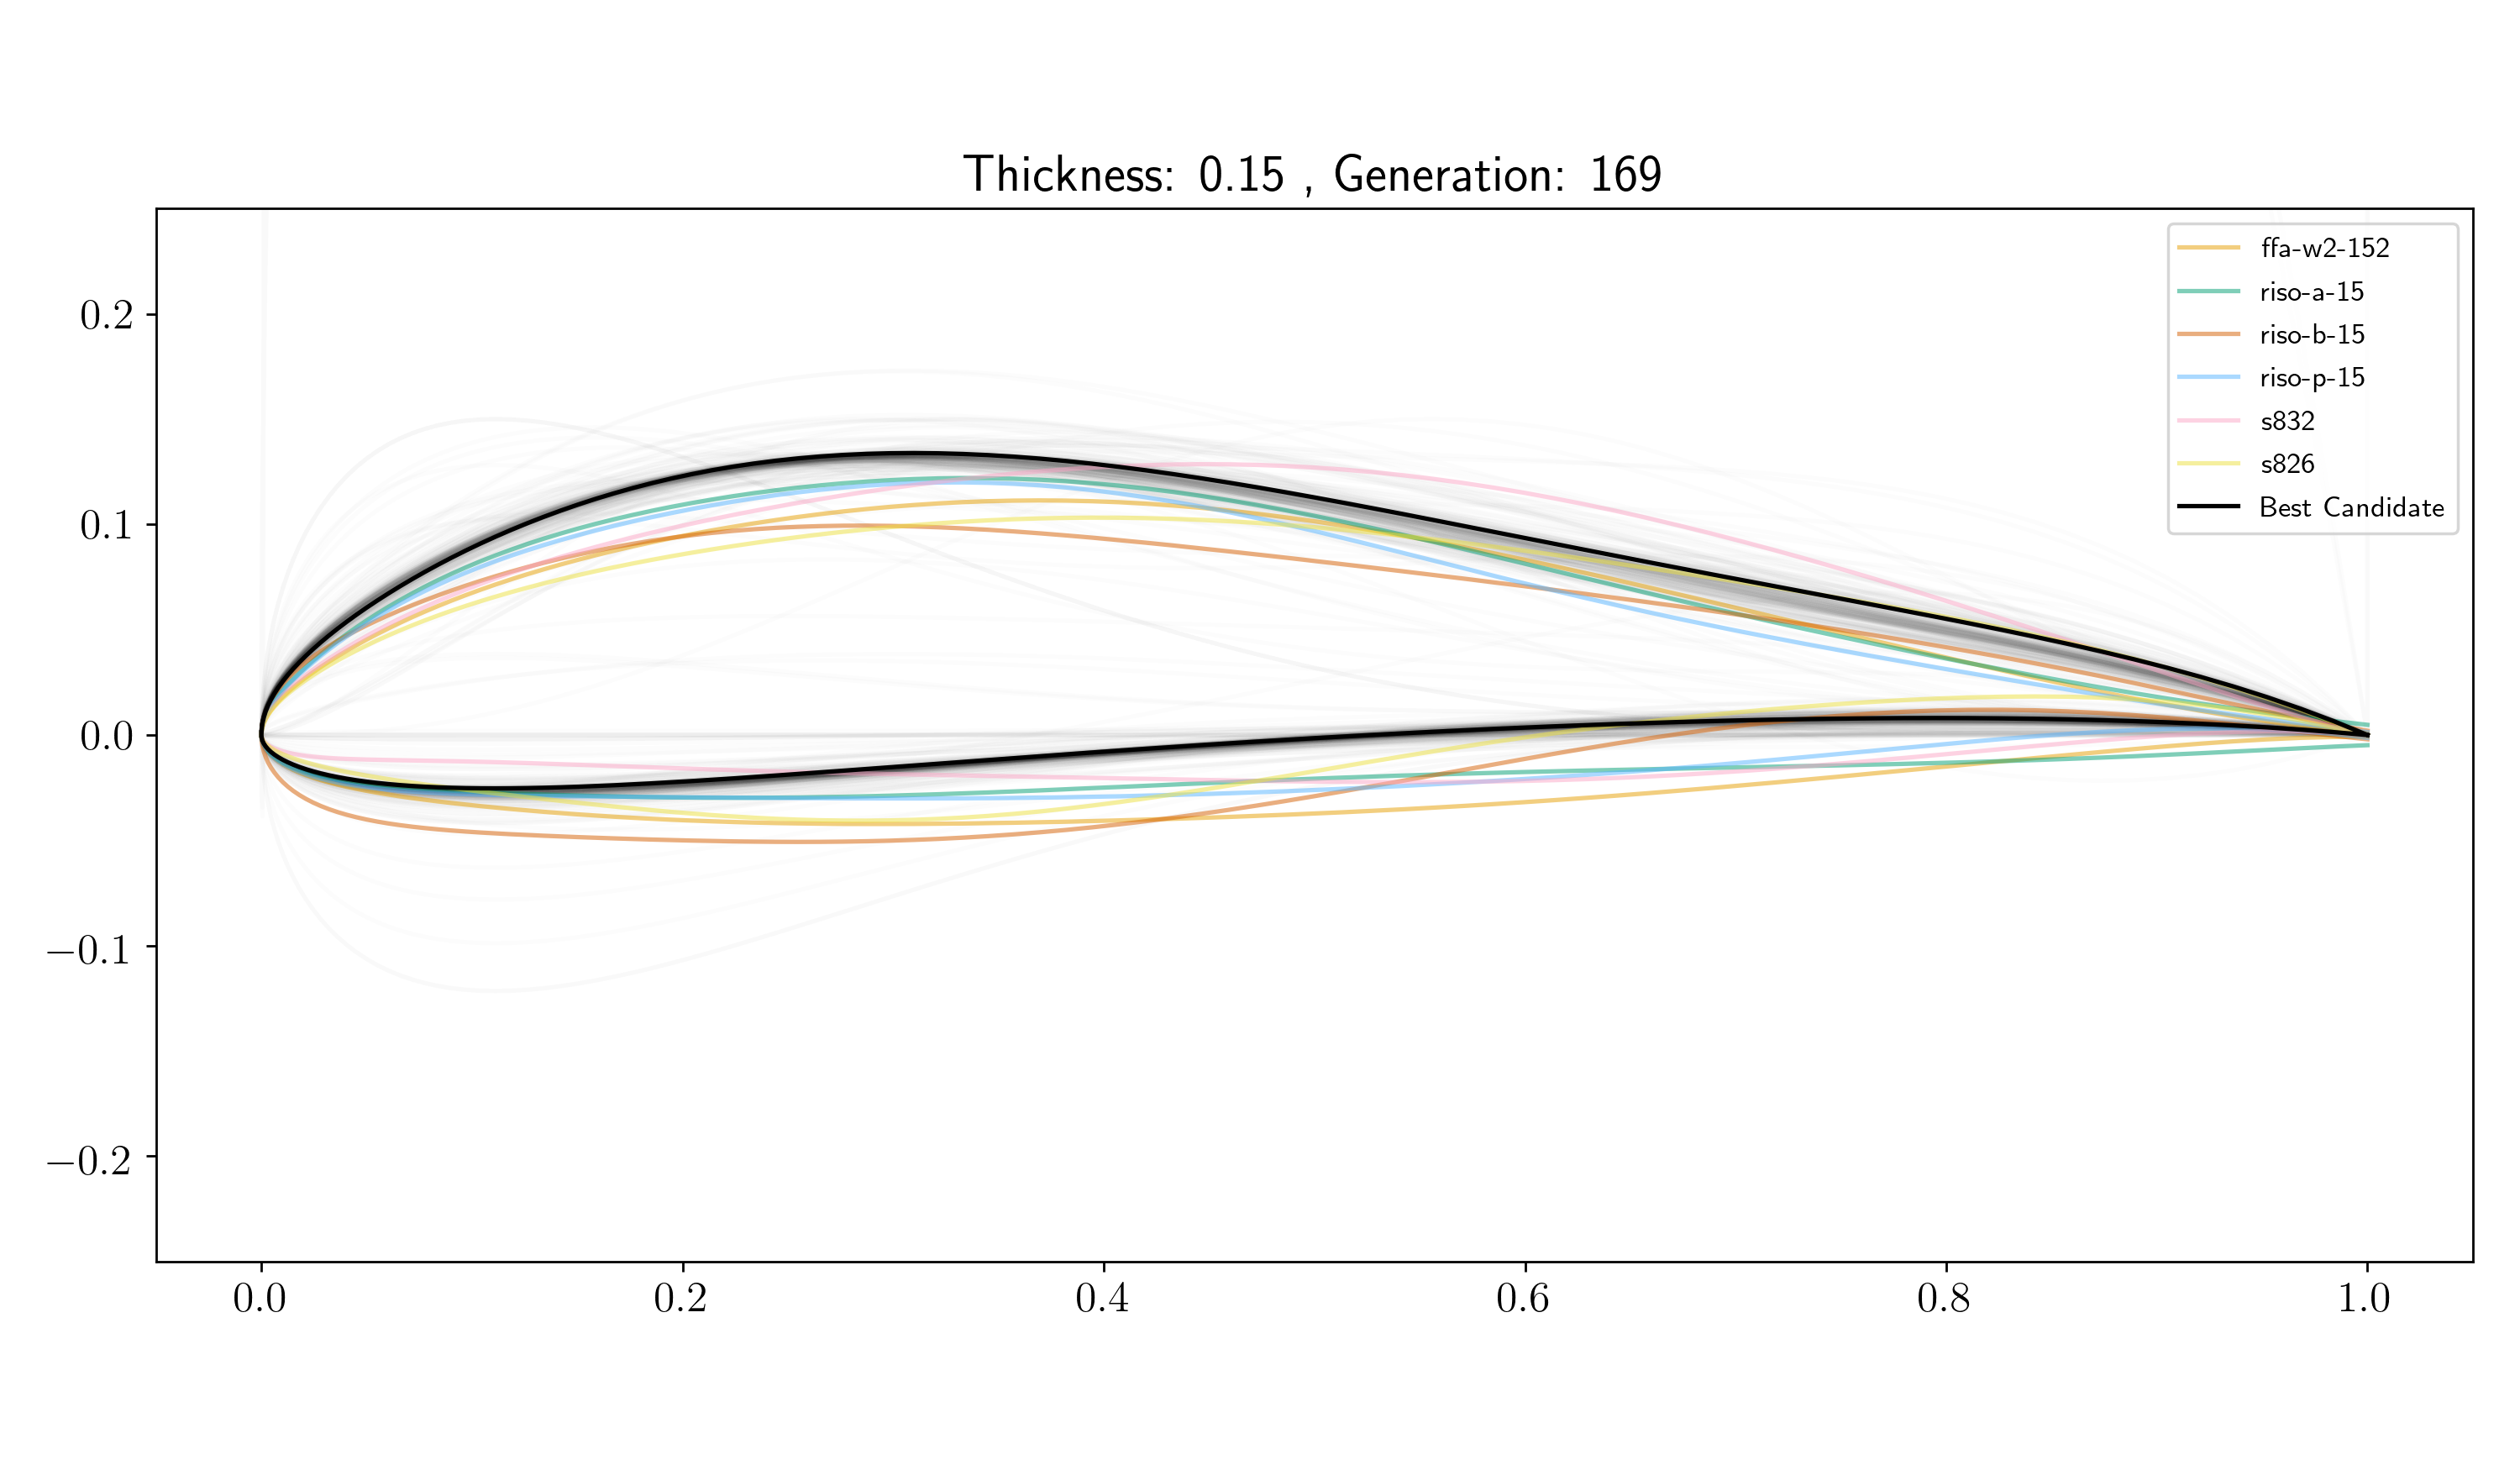 Thickness: 0.15 , Generation: 169
ffa-w2-152
riso-a-15
riso-b-15
riso-p-15
s832
s826
Best Candidate
0.2
0.1
0.0
−0.1
−0.2
0.0 0.2 0.4 0.6 0.8 1.0